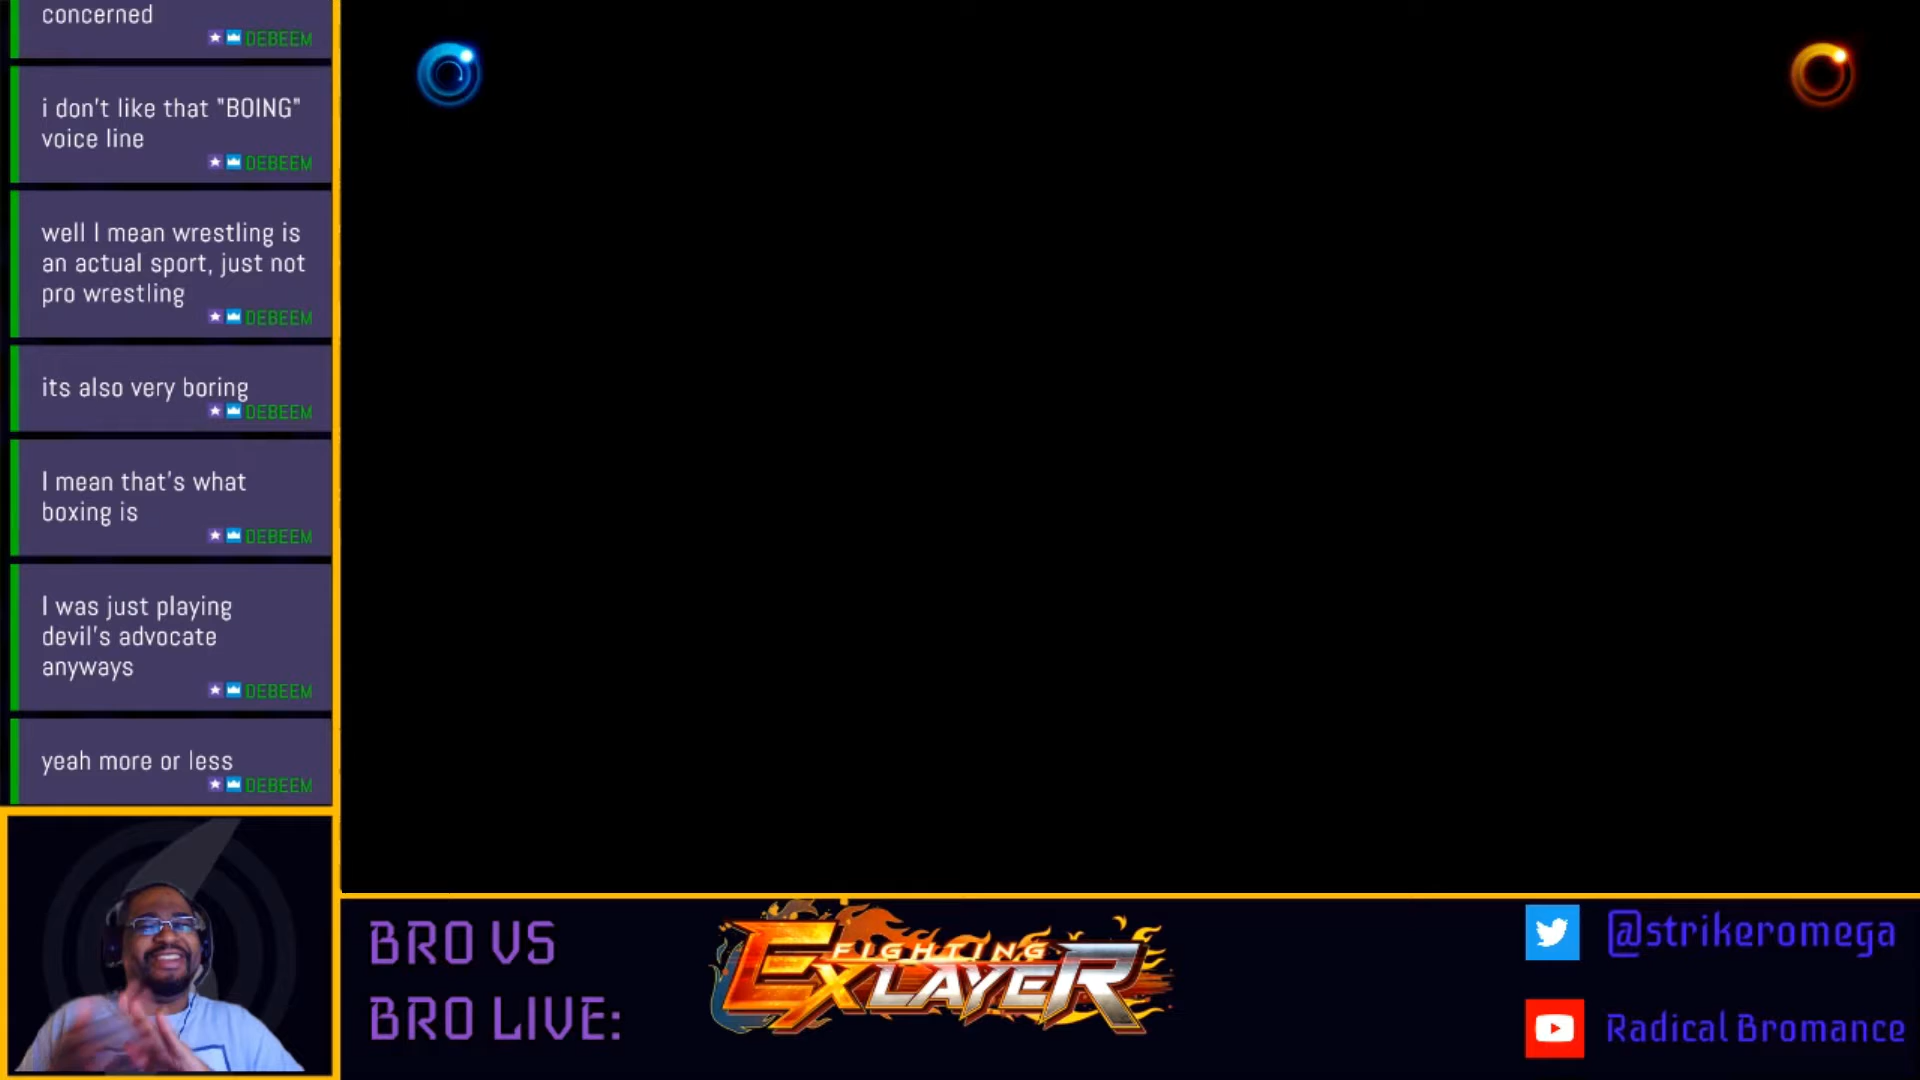 concerned
DEBEEM
i don't like that "BOING"
voice line
DEBEEM
well I mean wrestling is
an actual sport, just not
pro wrestling
DEBEEM
its also very boring
DEBEEM
I mean that's what
boxing is
DEBEEM
I was just playing
devil's advocate
anyways
DEBEEM
yeah more or less
DEBEEM
BRO VS
BRO LIVE:
FIGHTING
EXLAYER
@strikeromega
Radical Bromance